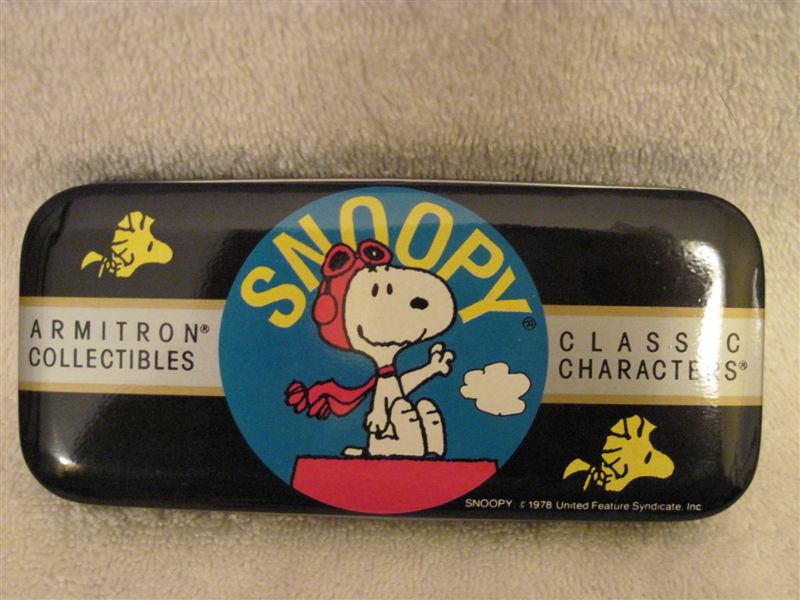 SNOOPY®
ARMITRON®
COLLECTIBLES
CLASSIC
CHARACTERS®
SNOOPY © 1978 United Feature Syndicate, Inc.